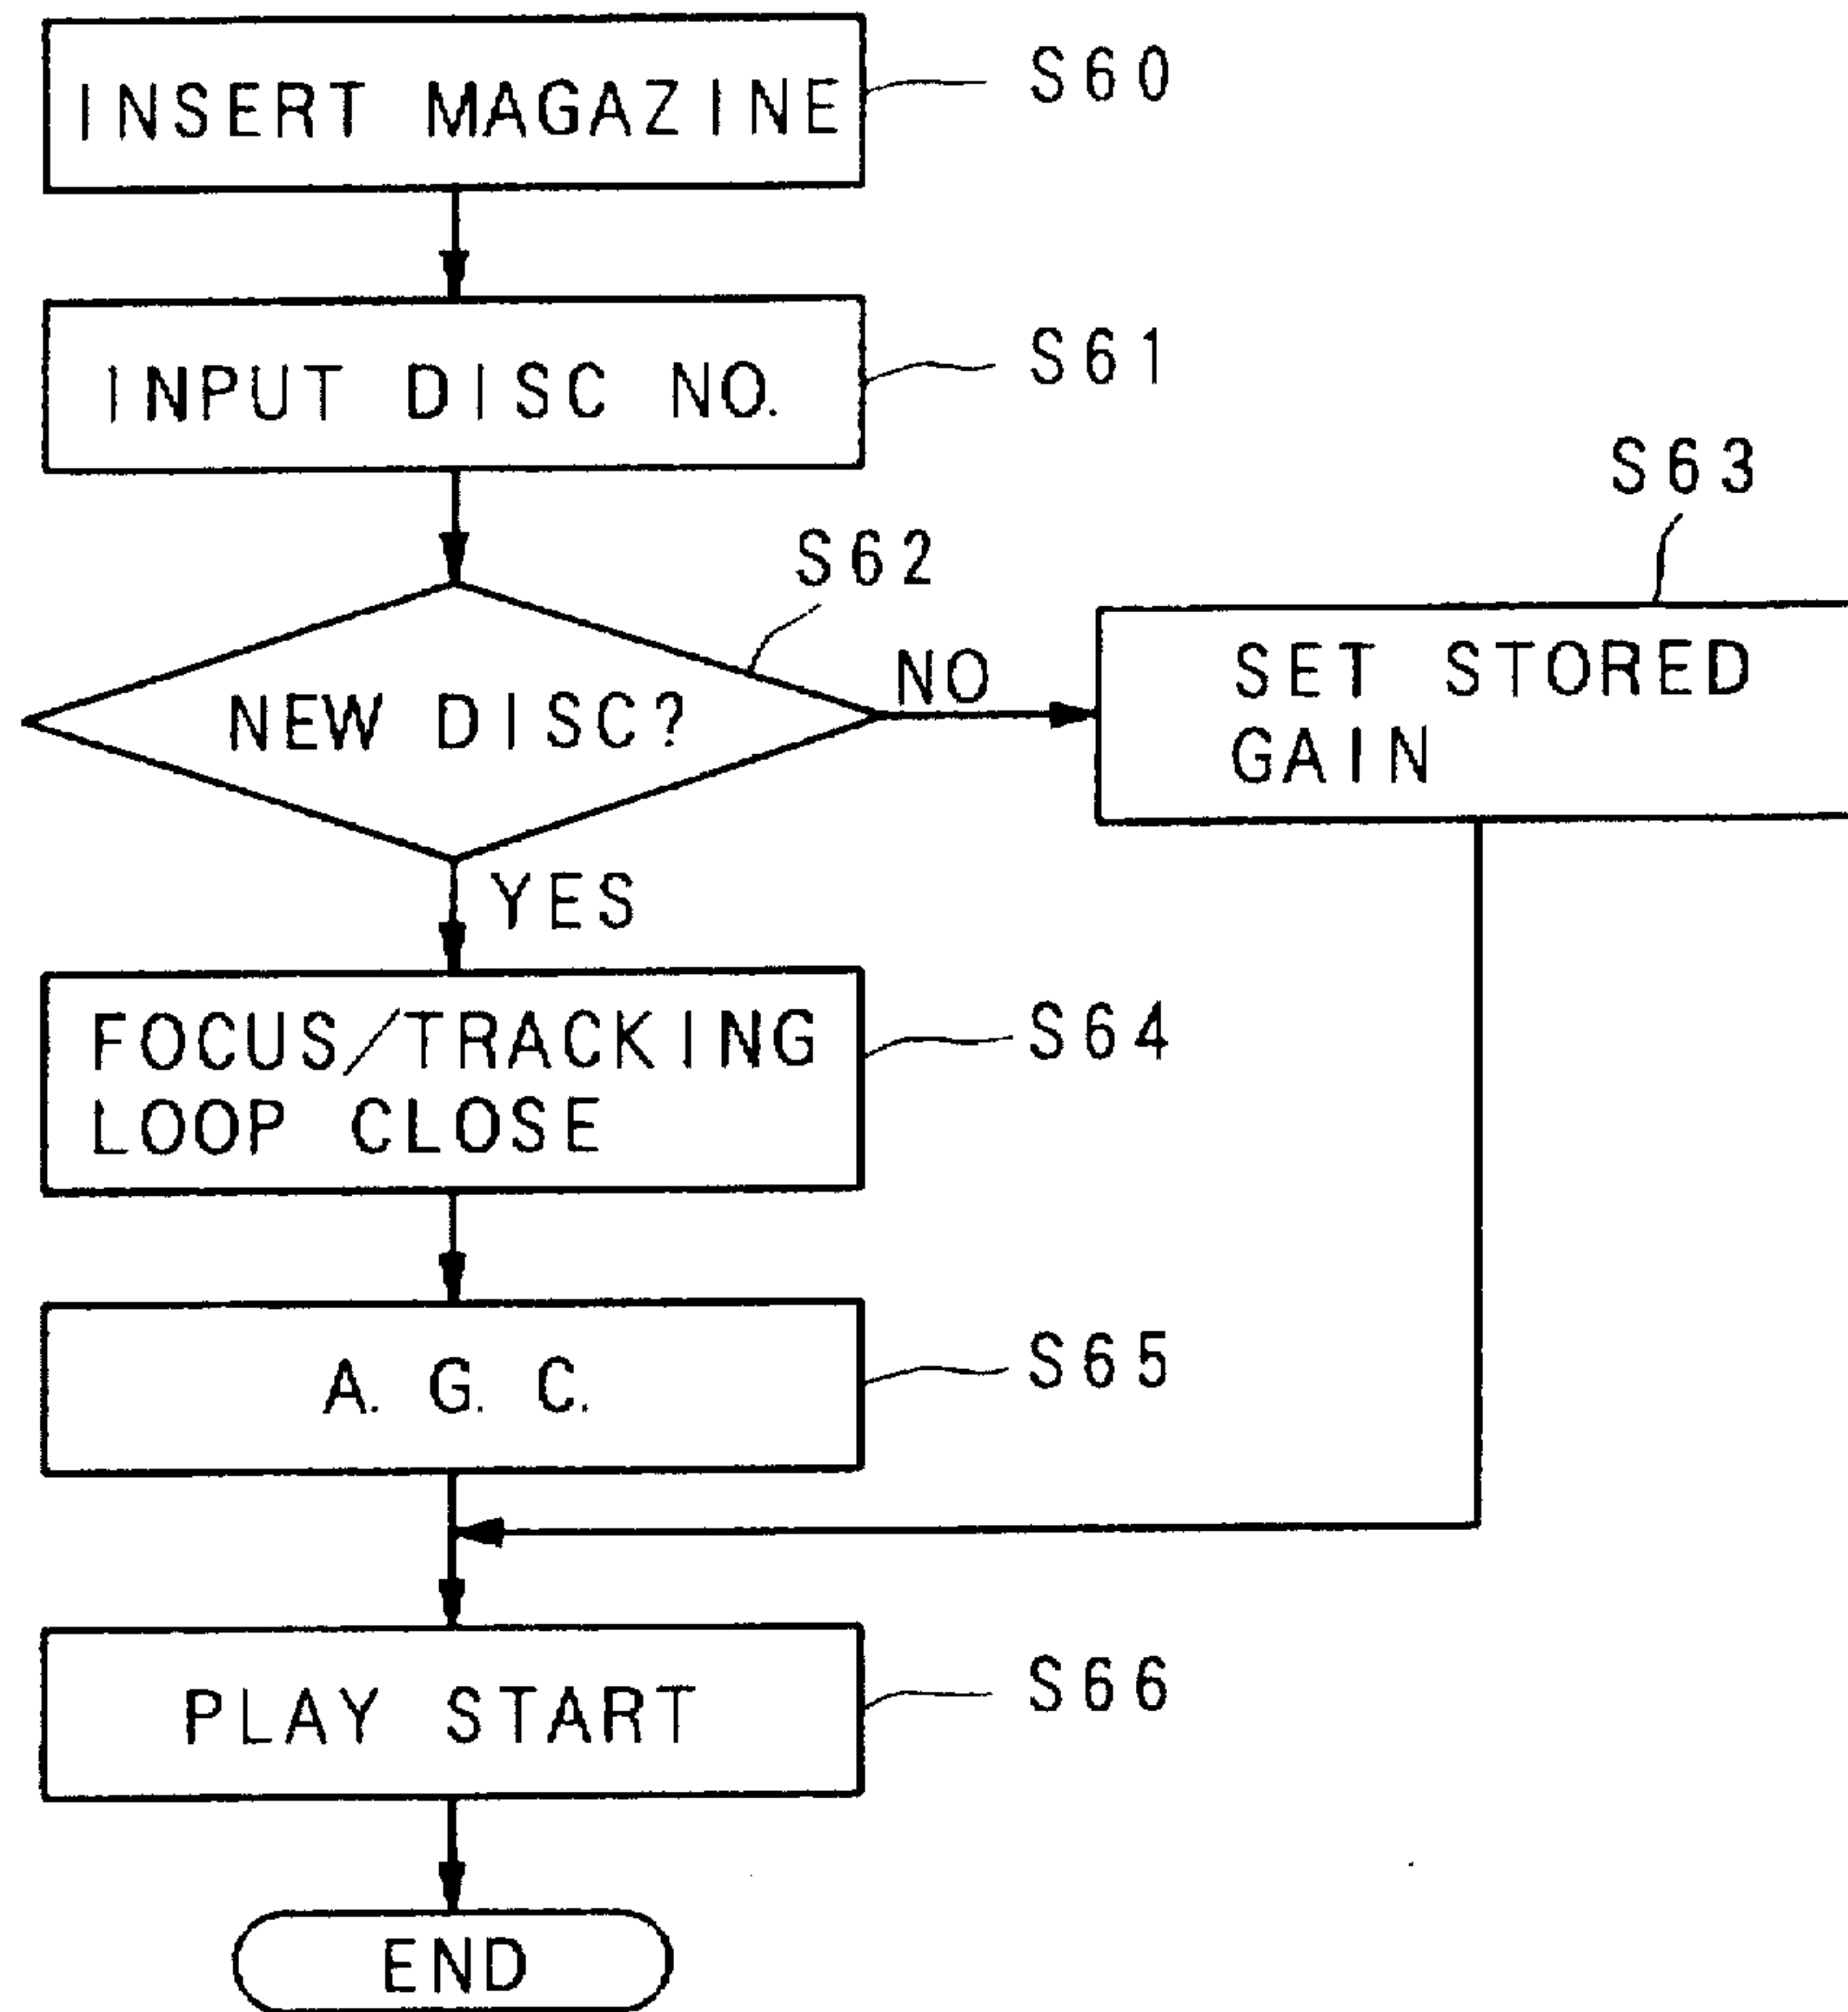 INSERT MAGAZINE
S60
INPUT DISC NO.
S61
S62
NEW DISC?
NO
S63
SET STORED
GAIN
YES
FOCUS/TRACKING
LOOP CLOSE
S64
A. G. C.
S65
PLAY START
S66
END